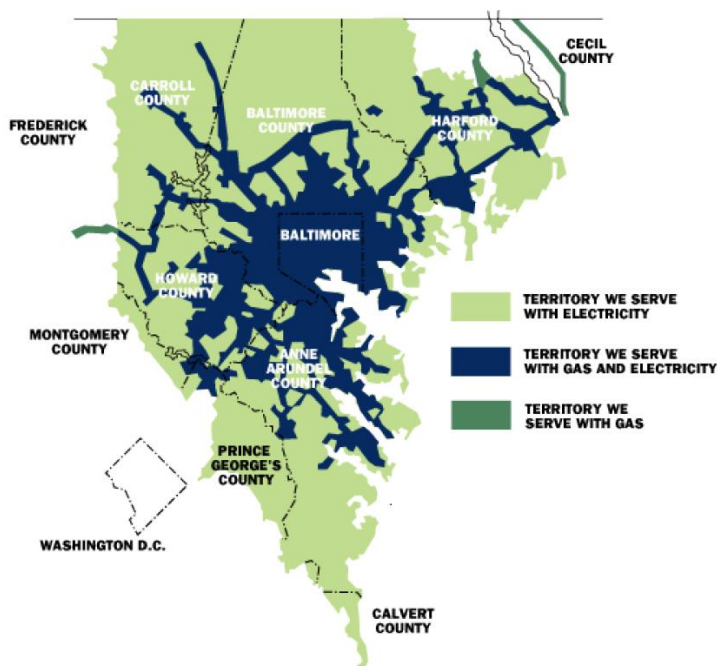 CECIL
COUNTY
CARROLL
COUNTY
BALTIMORE
COUNTY
HARFORD
COUNTY
FREDERICK
COUNTY
BALTIMORE
HOWARD
COUNTY
TERRITORY WE SERVE
WITH ELECTRICITY
MONTGOMERY
COUNTY
ANNE
ARUNDEL
COUNTY
TERRITORY WE SERVE
WITH GAS AND ELECTRICITY
TERRITORY WE
SERVE WITH GAS
PRINCE
GEORGE'S
COUNTY
WASHINGTON D.C.
CALVERT
COUNTY